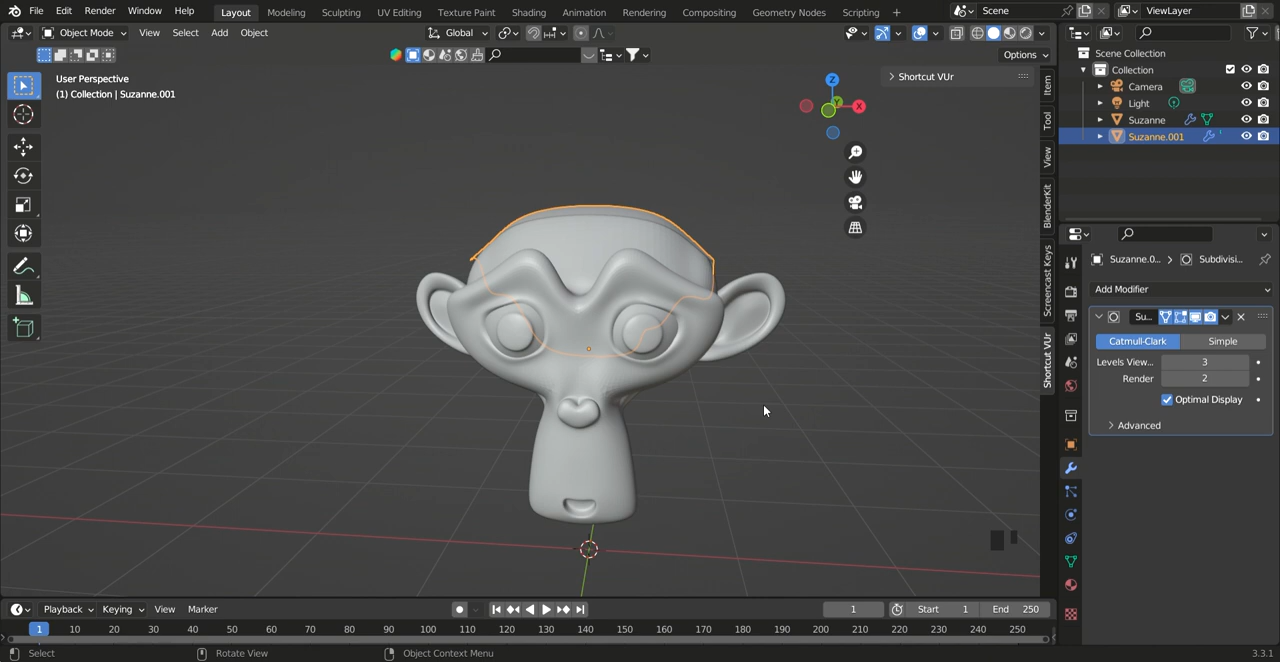 File Edit Render Window Help Layout Modeling Sculpting UV Editing Texture Paint Shading Animation Rendering Compositing Geometry Nodes Scripting + Scene ViewLayer
Object Mode View Select Add Object Global
Options
User Perspective
(1) Collection | Suzanne.001
Shortcut VUr
Z
Y
X
Item
Tool
View
BlenderKit
Screencast Keys
Shortcut VUr
Scene Collection
Collection
Camera
Light
Suzanne
Suzanne.001
Suzanne.0... > Subdivisi...
Add Modifier
Su...
Catmull-Clark Simple
Levels View... 3
Render 2
Optimal Display
Advanced
Playback Keying View Marker 1 Start 1 End 250
1 10 20 30 40 50 60 70 80 90 100 110 120 130 140 150 160 170 180 190 200 210 220 230 240 250
Select Rotate View Object Context Menu 3.3.1